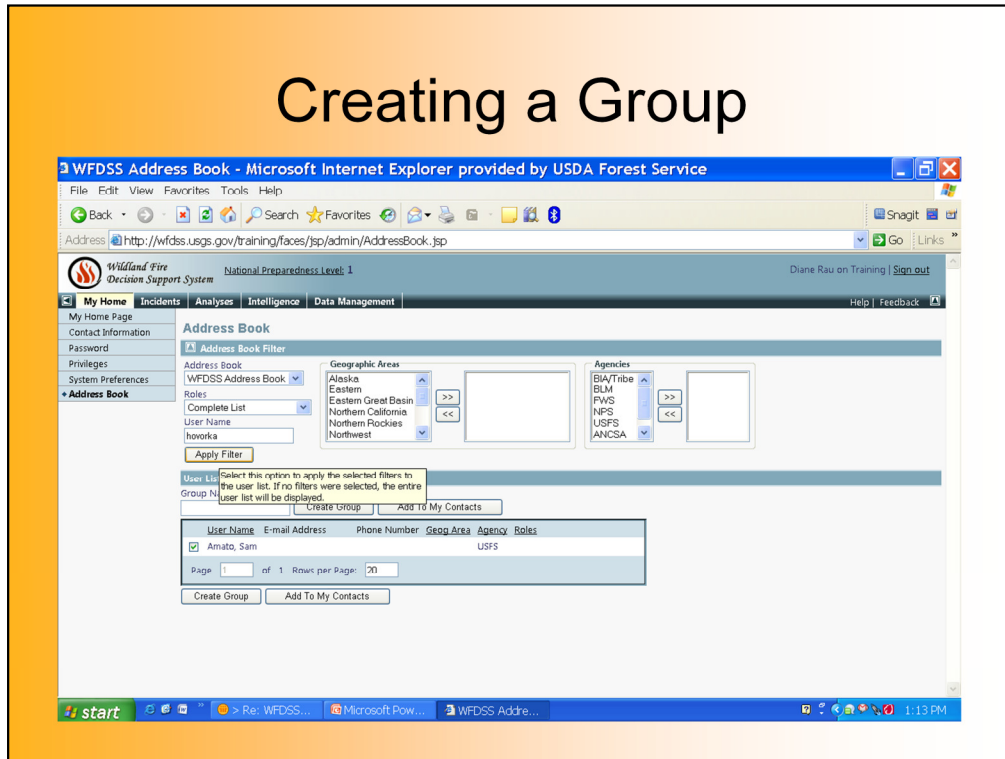 Creating a Group
WFDSS Address Book - Microsoft Internet Explorer provided by USDA Forest Service
File Edit View Favorites Tools Help
Back Search Favorites Snagit
Address http://wfdss.usgs.gov/training/faces/jsp/admin/AddressBook.jsp Go Links »
Wildland Fire
Decision Support System
National Preparedness Level: 1
Diane Rau on Training | Sign out
My Home Incidents Analyses Intelligence Data Management Help | Feedback
My Home Page
Contact Information
Password
Privileges
System Preferences
Address Book
Address Book
Address Book Filter
Address Book
WFDSS Address Book
Roles
Complete List
User Name
hovorka
Apply Filter
Geographic Areas
Alaska
Eastern
Eastern Great Basin
Northern California
Northern Rockies
Northwest
>>
<<
Agencies
BIA/Tribe
BLM
FWS
NPS
USFS
ANCSA
>>
<<
Select this option to apply the selected filters to
the user list. If no filters were selected, the entire
user list will be displayed.
User Lis
Group N
Create Group Add To My Contacts
User Name E-mail Address Phone Number Geog Area Agency Roles
Amato, Sam USFS
Page 1 of 1 Rows per Page: 20
Create Group Add To My Contacts
start » > Re: WFDSS... Microsoft Pow... WFDSS Addre... 1:13 PM